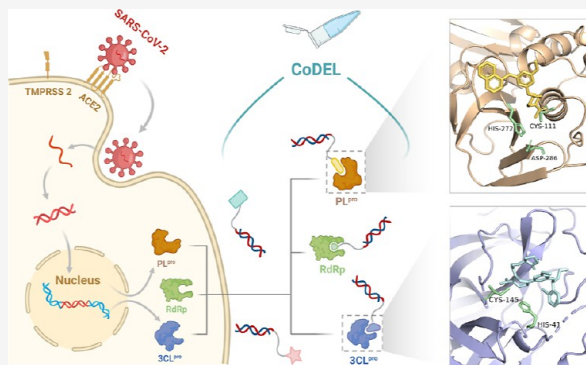 SARS-CoV-2
TMPRSS 2
ACE2
CoDEL
Nucleus
PLpro
RdRp
3CLpro
PLpro
RdRp
3CLpro
HIS-272
CYS-111
ASP-286
CYS-145
HIS-41